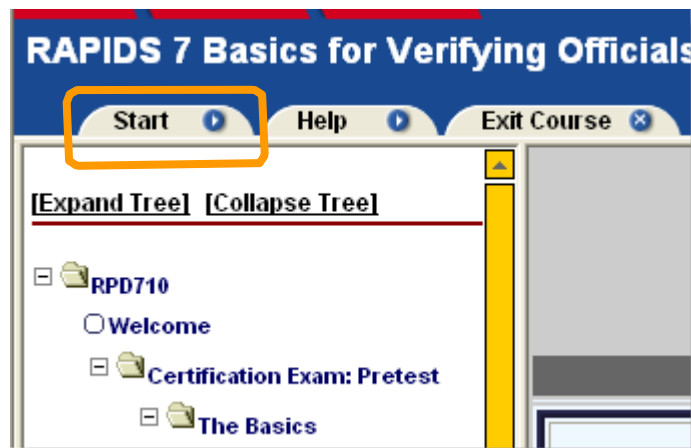 RAPIDS 7 Basics for Verifying Officials
Start Help Exit Course
[Expand Tree] [Collapse Tree]
RPD710
Welcome
Certification Exam: Pretest
The Basics